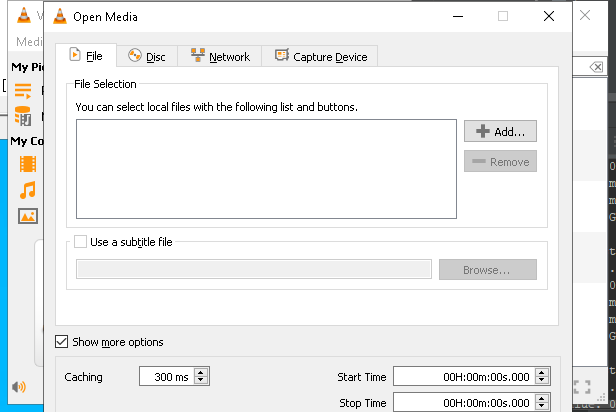 Open Media
Medi
File
Disc
Network
Capture Device
My Pi
File Selection
You can select local files with the following list and buttons.
Add...
Remove
My Co
Use a subtitle file
Browse...
Show more options
Caching
300 ms
Start Time
00H:00m:00s.000
Stop Time
00H:00m:00s.000